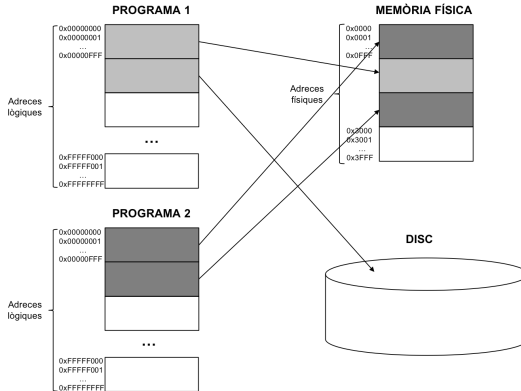 PROGRAMA 1
0x00000000
0x00000001
...
0x00000FFF
Adreces
lògiques
...
0xFFFFF000
0xFFFFF001
...
0xFFFFFFFF
MEMÒRIA FÍSICA
0x0000
0x0001
...
0x0FFF
Adreces
físiques
0x3000
0x3001
...
0x3FFF
PROGRAMA 2
0x00000000
0x00000001
...
0x00000FFF
Adreces
lògiques
...
0xFFFFF000
0xFFFFF001
...
0xFFFFFFFF
DISC